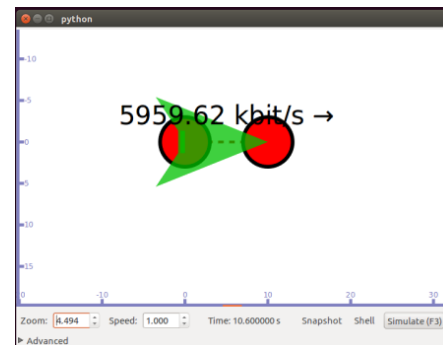 python
-10
-5
5959.62 kbit/s →
0
5
10
15
-10 0 10 20 30
Zoom: 4.494 Speed: 1.000 Time: 10.600000 s Snapshot Shell Simulate (F3)
Advanced